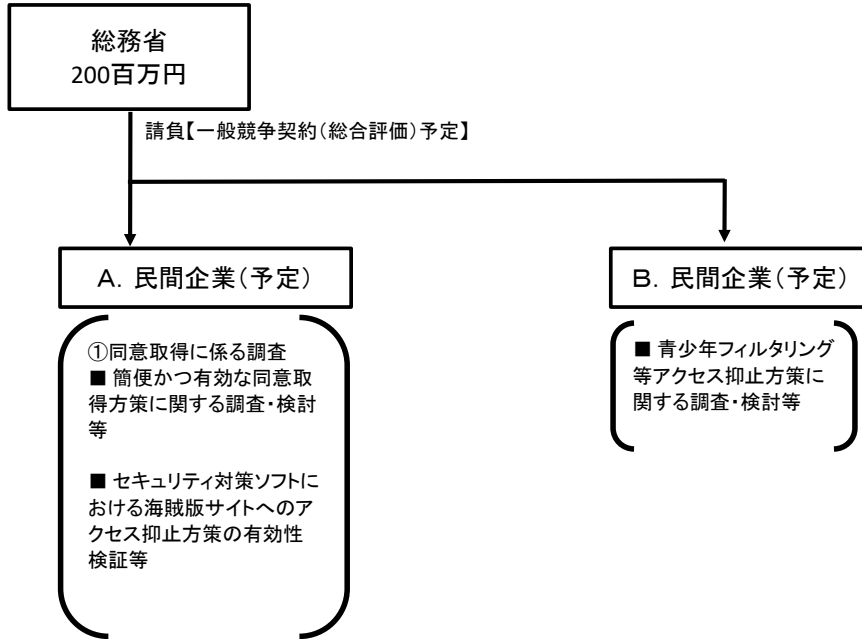 総務省
200百万円
請負【一般競争契約(総合評価)予定】
A. 民間企業(予定)
①同意取得に係る調査
■ 簡便かつ有効な同意取
得方策に関する調査・検討
等
■ セキュリティ対策ソフトに
おける海賊版サイトへのア
クセス抑止方策の有効性
検証等
B. 民間企業(予定)
■ 青少年フィルタリング
等アクセス抑止方策に
関する調査・検討等